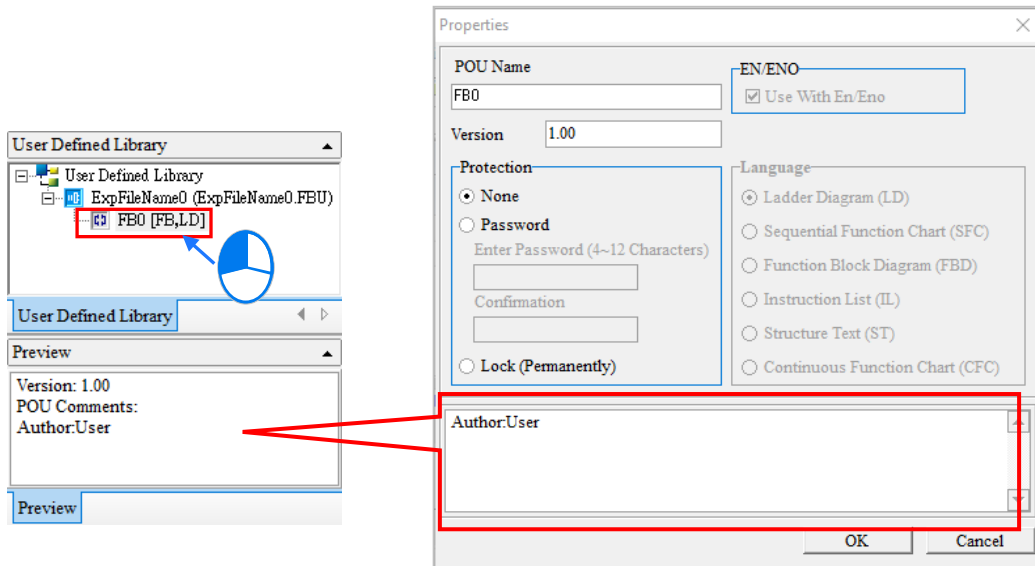 User Defined Library
User Defined Library
ExpFileName0 (ExpFileName0.FBU)
FB0 [FB,LD]
User Defined Library
Preview
Version: 1.00
POU Comments:
Author:User
Preview
Properties
POU Name
FB0
EN/ENO
Use With En/Eno
Version
1.00
Protection
None
Password
Enter Password (4~12 Characters)
Confirmation
Lock (Permanently)
Language
Ladder Diagram (LD)
Sequential Function Chart (SFC)
Function Block Diagram (FBD)
Instruction List (IL)
Structure Text (ST)
Continuous Function Chart (CFC)
Author:User
OK
Cancel